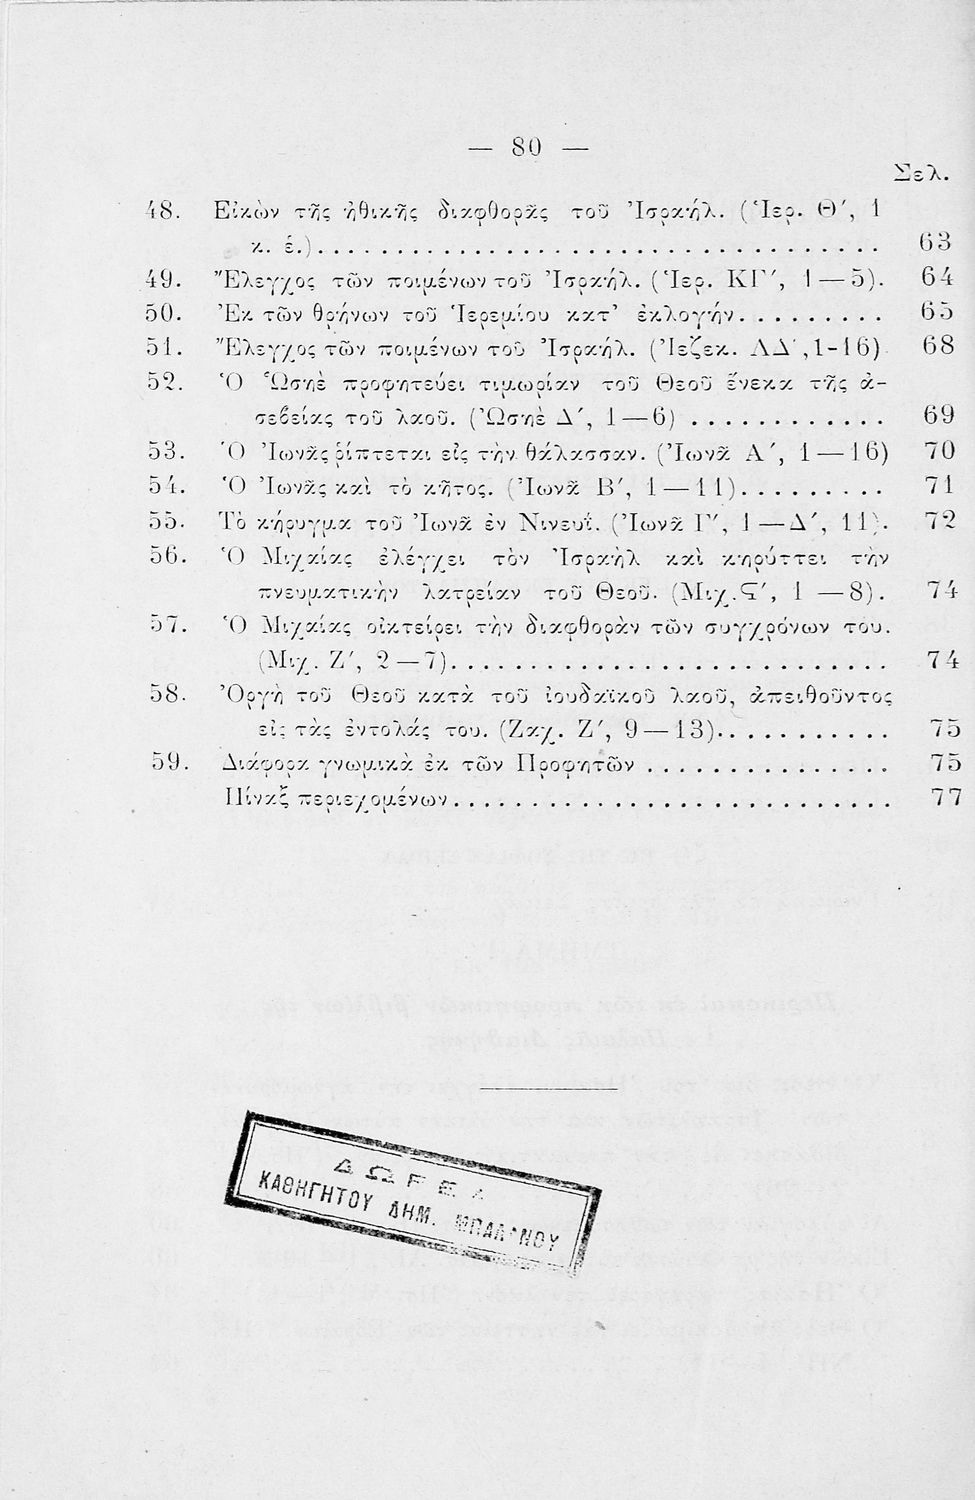 — 80 —
Σελ.
48. Εἰκὼν τῆς ἠθικῆς διαφθορᾶς τοῦ Ἰσραήλ. (Ἱερ. Θ′, 1
κ. ἑ.) . . . . . . . . . . . . . . . . . . . . . . . . . . . . . . 63
49. Ἔλεγχος τῶν ποιμένων τοῦ Ἰσραήλ. (Ἱερ. ΚΓ′, 1—5). 64
50. Ἐκ τῶν θρήνων τοῦ Ἱερεμίου κατ’ ἐκλογήν. . . . . . . . . 65
51. Ἔλεγχος τῶν ποιμένων τοῦ Ἰσραήλ. (Ἰεζεκ. ΛΔ′, 1-16) 68
52. Ὁ Ὡσηὲ προφητεύει τιμωρίαν τοῦ Θεοῦ ἕνεκα τῆς ἀ-
σεβείας τοῦ λαοῦ. (Ὡσηὲ Δ′, 1—6) . . . . . . . . . . . 69
53. Ὁ Ἰωνᾶς ῥίπτεται εἰς τὴν θάλασσαν. (Ἰωνᾶ Α′, 1—16) 70
54. Ὁ Ἰωνᾶς καὶ τὸ κῆτος. (Ἰωνᾶ Β′, 1—11). . . . . . . . . 71
55. Τὸ κήρυγμα τοῦ Ἰωνᾶ ἐν Νινευΐ. (Ἰωνᾶ Γ′, 1—Δ′, 11). 72
56. Ὁ Μιχαίας ἐλέγχει τὸν Ἰσραὴλ καὶ κηρύττει τὴν
πνευματικὴν λατρείαν τοῦ Θεοῦ. (Μιχ. Ϛ′, 1 —8). 74
57. Ὁ Μιχαίας οἰκτείρει τὴν διαφθορὰν τῶν συγχρόνων του.
(Μιχ. Ζ′, 2—7). . . . . . . . . . . . . . . . . . . . . . . . 74
58. Ὀργὴ τοῦ Θεοῦ κατὰ τοῦ ἰουδαϊκοῦ λαοῦ, ἀπειθοῦντος
εἰς τὰς ἐντολάς του. (Ζαχ. Ζ′, 9—13). . . . . . . . . . 75
59. Διάφορα γνωμικὰ ἐκ τῶν Προφητῶν . . . . . . . . . . . . . 75
Πίναξ περιεχομένων. . . . . . . . . . . . . . . . . . . . . . . . 77
ΔΩΡΕΑ
ΚΑΘΗΓΗΤΟΥ ΔΗΜ. ΜΠΑΛΑΝΟΥ